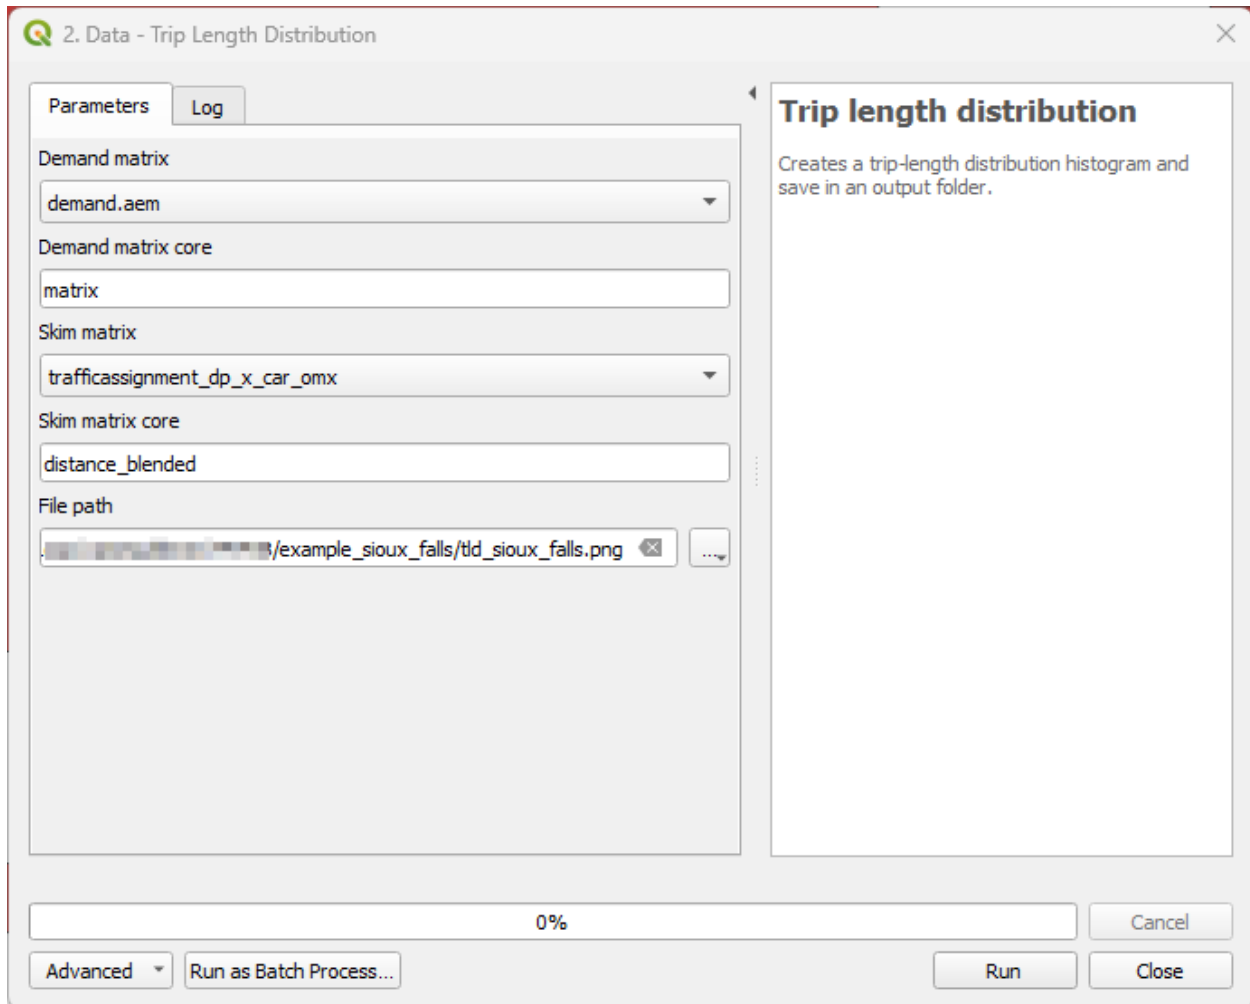 2. Data - Trip Length Distribution
Parameters
Log
Demand matrix
demand.aem
Demand matrix core
matrix
Skim matrix
trafficassignment_dp_x_car_omx
Skim matrix core
distance_blended
File path
/example_sioux_falls/tld_sioux_falls.png
...
Trip length distribution
Creates a trip-length distribution histogram and
save in an output folder.
0%
Cancel
Advanced
Run as Batch Process...
Run
Close